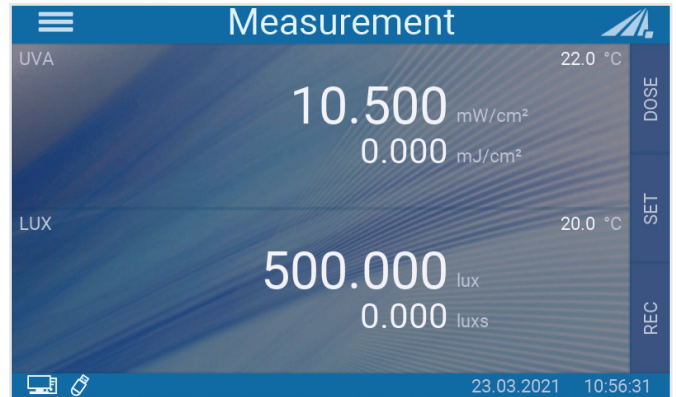 Measurement
UVA
22.0 °C
10.500 mW/cm²
0.000 mJ/cm²
DOSE
LUX
20.0 °C
500.000 lux
0.000 luxs
SET
REC
23.03.2021 10:56:31